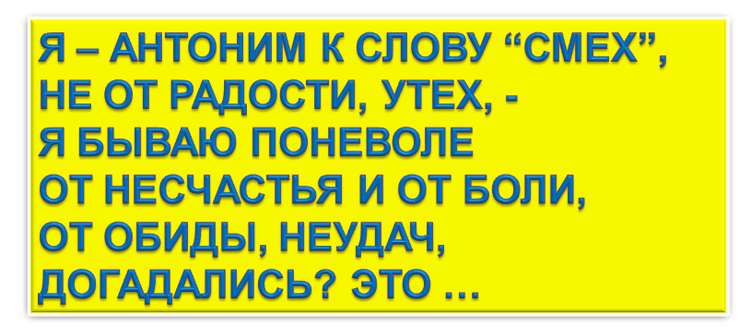 Я – АНТОНИМ К СЛОВУ “СМЕХ”,
НЕ ОТ РАДОСТИ, УТЕХ, -
Я БЫВАЮ ПОНЕВОЛЕ
ОТ НЕСЧАСТЬЯ И ОТ БОЛИ,
ОТ ОБИДЫ, НЕУДАЧ,
ДОГАДАЛИСЬ? ЭТО ...